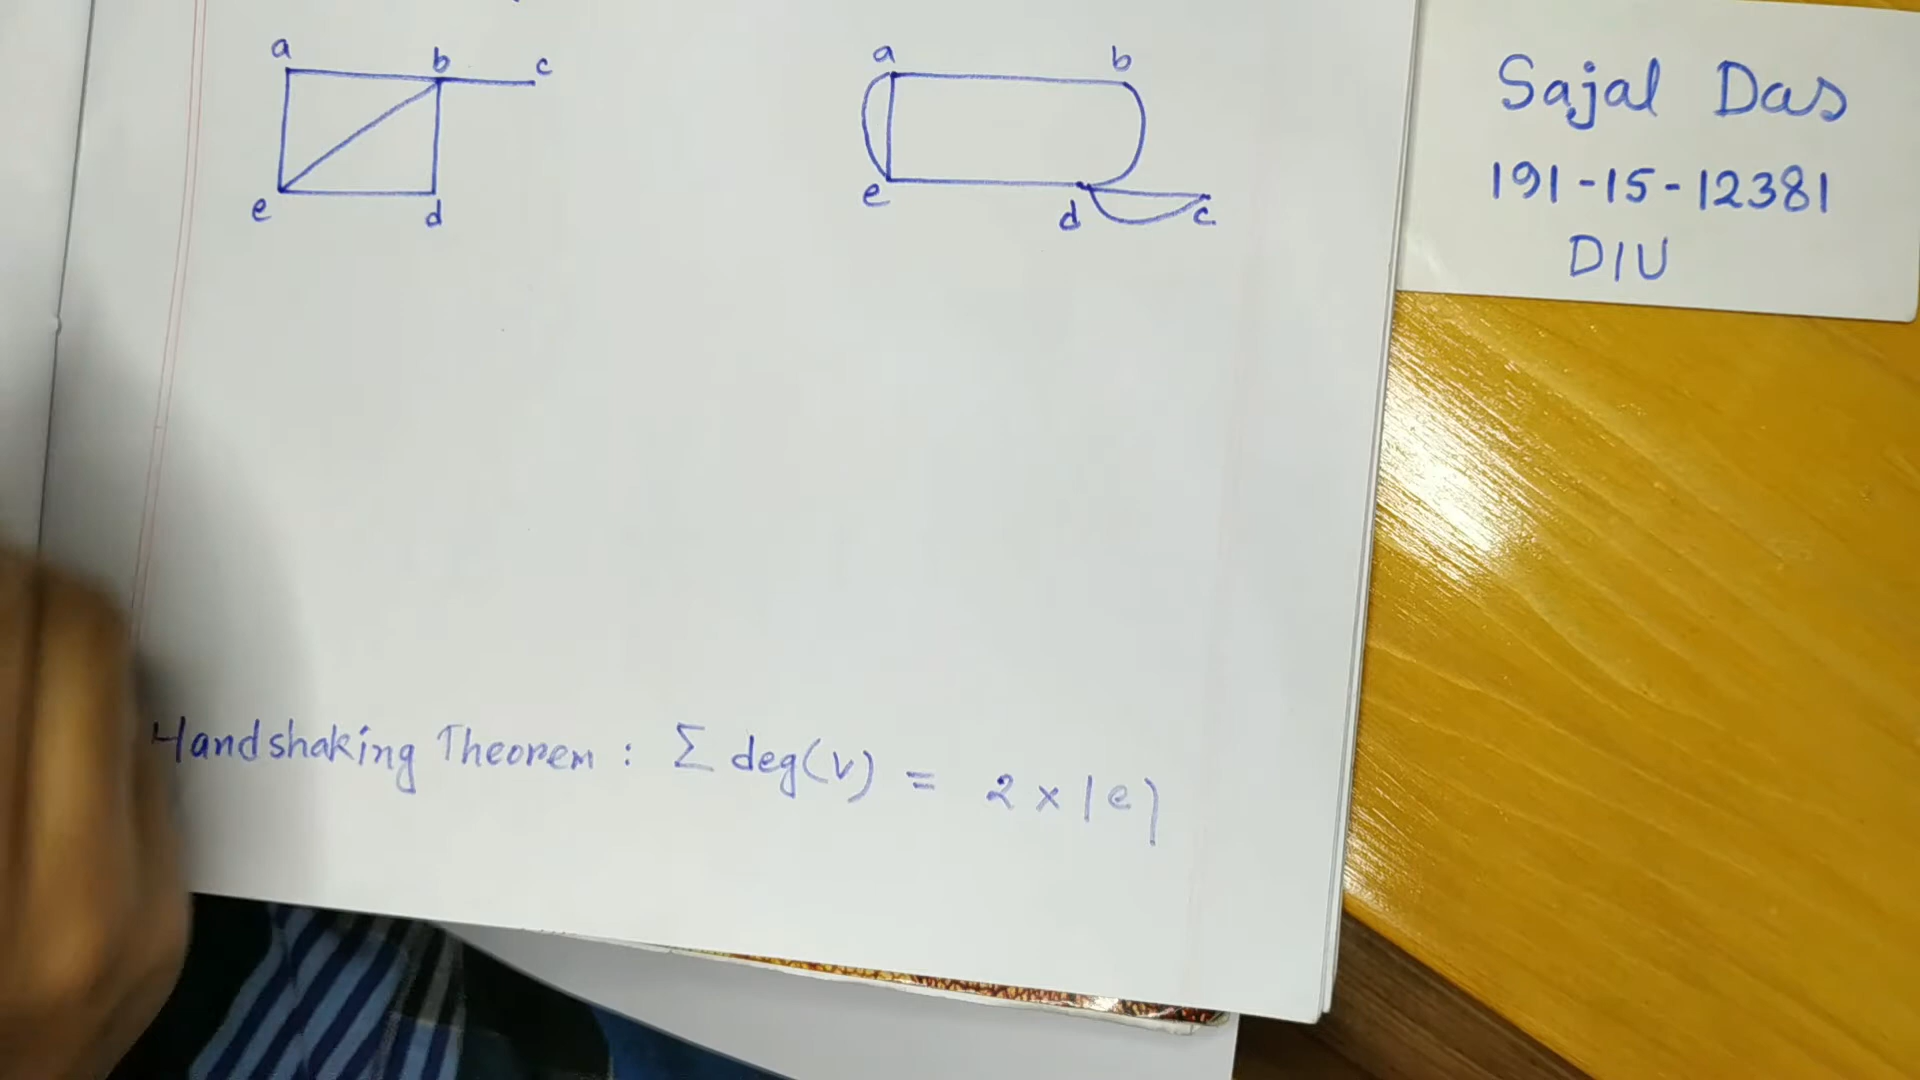 a b c
e d
a b
e d c
Handshaking Theorem : Σ deg(v) = 2 × |e|
Sajal Das
191-15-12381
DIU